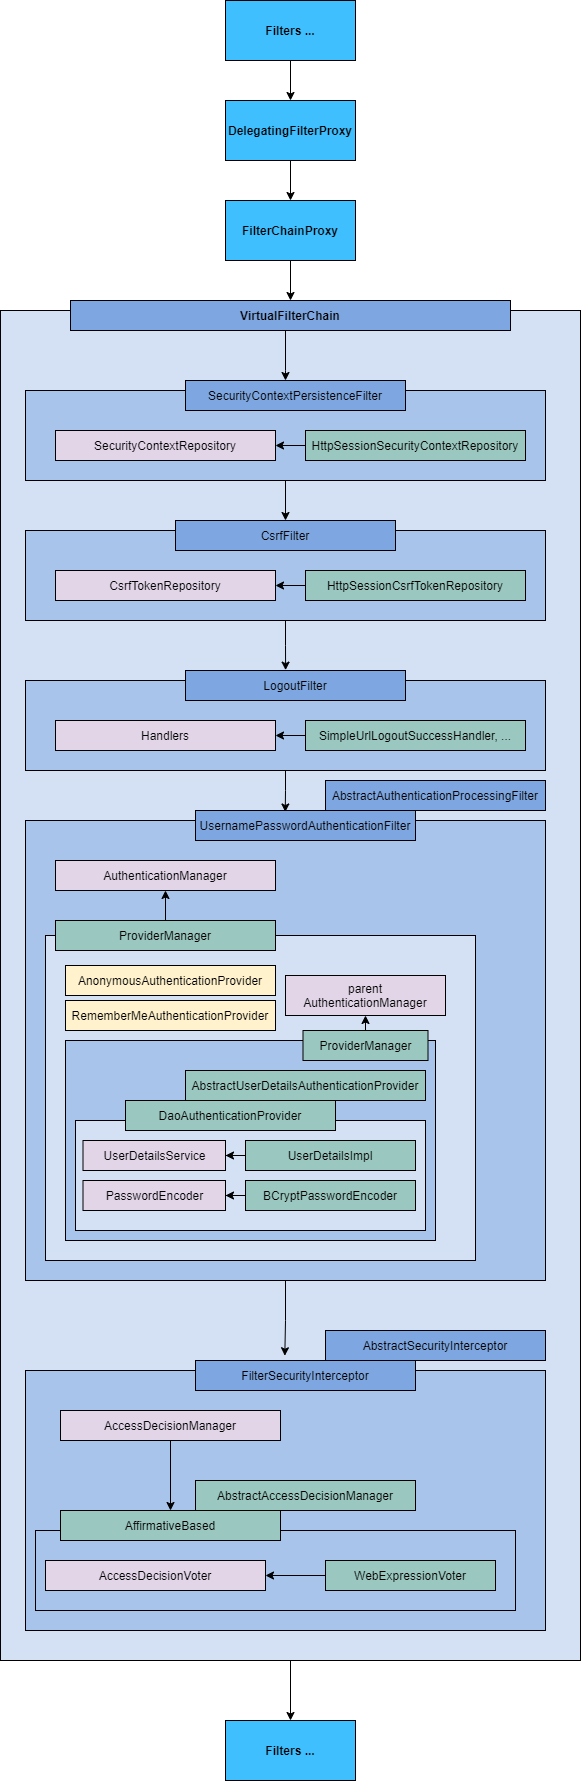 Filters ...
DelegatingFilterProxy
FilterChainProxy
VirtualFilterChain
SecurityContextPersistenceFilter
SecurityContextRepository
HttpSessionSecurityContextRepository
CsrfFilter
CsrfTokenRepository
HttpSessionCsrfTokenRepository
LogoutFilter
Handlers
SimpleUrlLogoutSuccessHandler, ...
AbstractAuthenticationProcessingFilter
UsernamePasswordAuthenticationFilter
AuthenticationManager
ProviderManager
AnonymousAuthenticationProvider
parent
AuthenticationManager
RememberMeAuthenticationProvider
ProviderManager
AbstractUserDetailsAuthenticationProvider
DaoAuthenticationProvider
UserDetailsService
UserDetailsImpl
PasswordEncoder
BCryptPasswordEncoder
AbstractSecurityInterceptor
FilterSecurityInterceptor
AccessDecisionManager
AbstractAccessDecisionManager
AffirmativeBased
AccessDecisionVoter
WebExpressionVoter
Filters ...